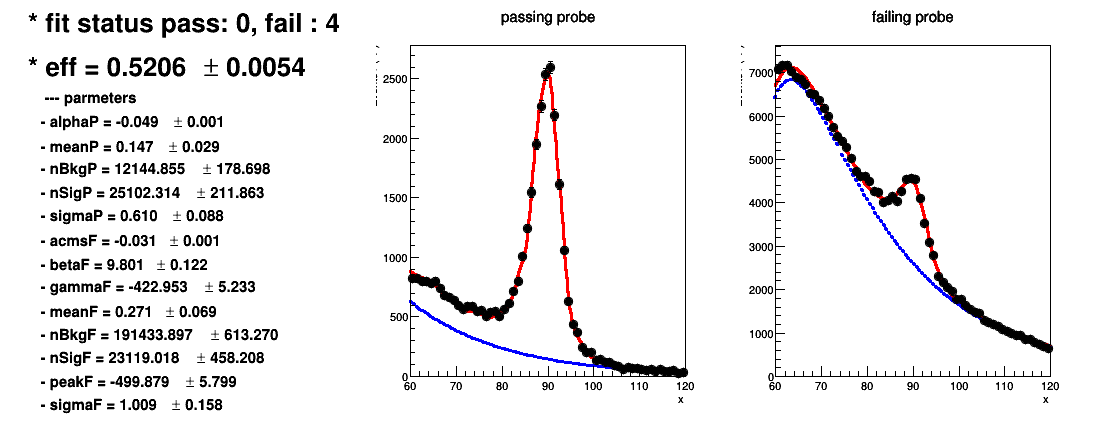 * fit status pass: 0, fail : 4
* eff = 0.5206 ± 0.0054
--- parmeters
- alphaP = -0.049 ± 0.001
- meanP = 0.147 ± 0.029
- nBkgP = 12144.855 ± 178.698
- nSigP = 25102.314 ± 211.863
- sigmaP = 0.610 ± 0.088
- acmsF = -0.031 ± 0.001
- betaF = 9.801 ± 0.122
- gammaF = -422.953 ± 5.233
- meanF = 0.271 ± 0.069
- nBkgF = 191433.897 ± 613.270
- nSigF = 23119.018 ± 458.208
- peakF = -499.879 ± 5.799
- sigmaF = 1.009 ± 0.158
passing probe
2500
2000
1500
1000
500
0
60 70 80 90 100 110 120
x
failing probe
7000
6000
5000
4000
3000
2000
1000
0
60 70 80 90 100 110 120
x